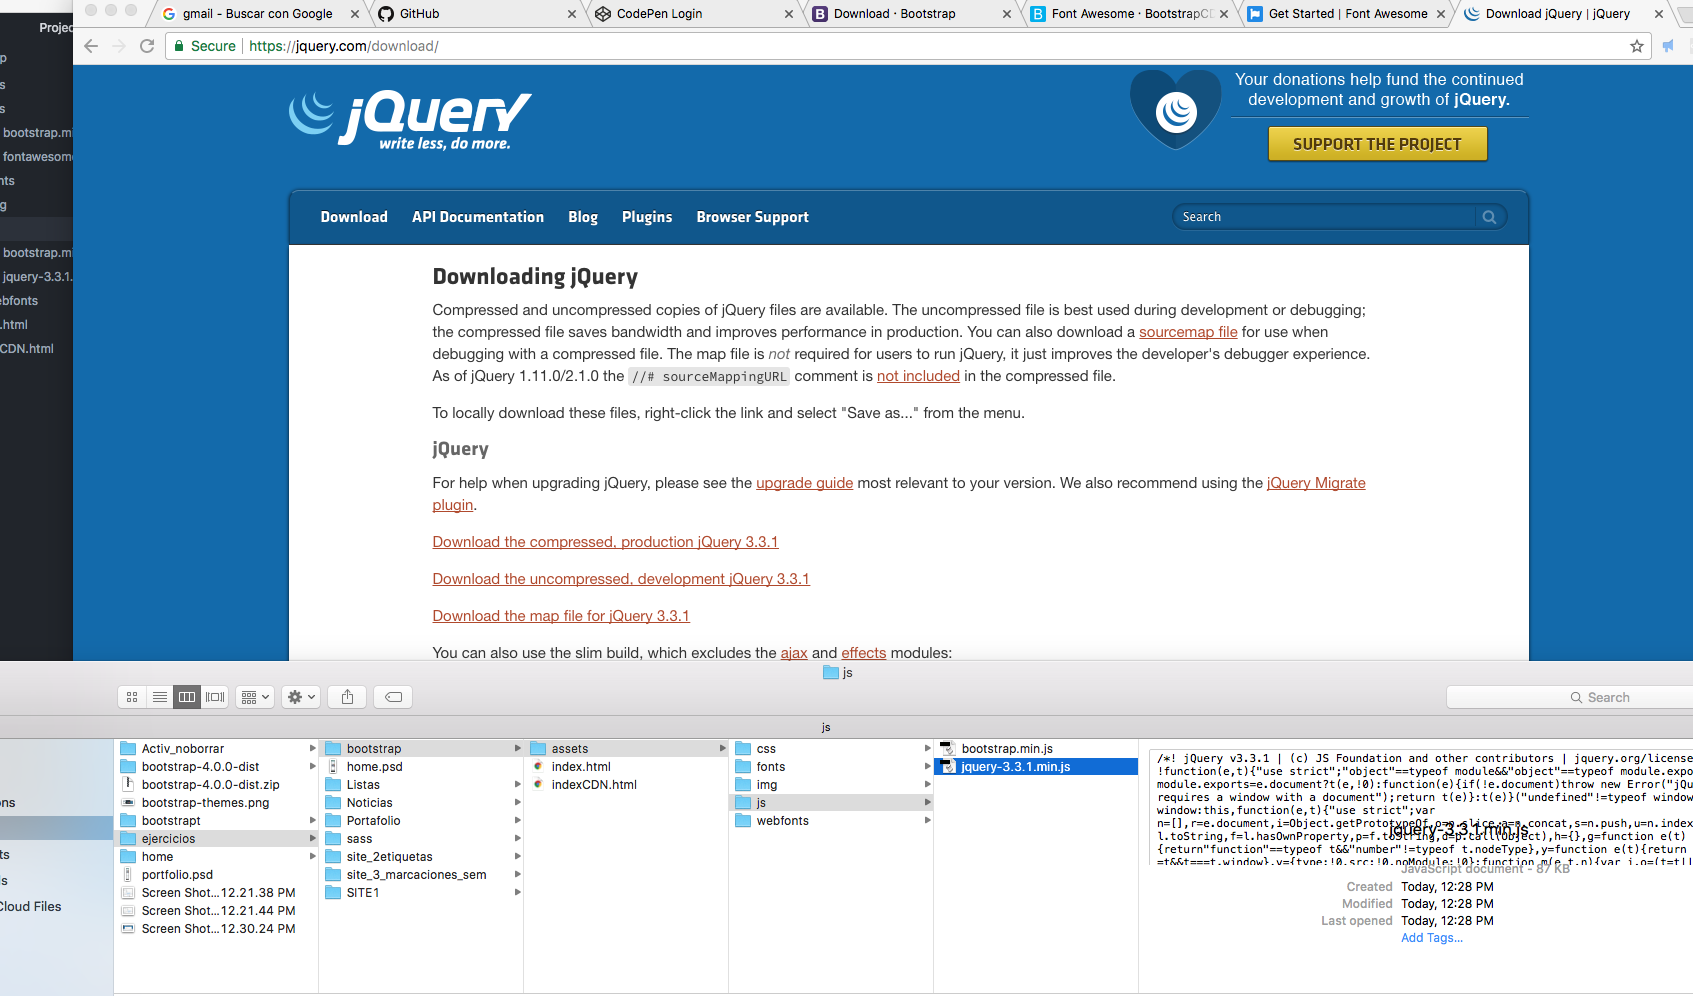 Projec
gmail - Buscar con Google
GitHub
CodePen Login
Download · Bootstrap
Font Awesome · BootstrapCD
Get Started | Font Awesome
Download jQuery | jQuery
Secure
https://jquery.com/download/
p
s
s
bootstrap.mi
fontawesom
nts
g
bootstrap.mi
jquery-3.3.1.
ebfonts
.html
CDN.html
jQuery
write less, do more.
Your donations help fund the continued
development and growth of jQuery.
SUPPORT THE PROJECT
Download
API Documentation
Blog
Plugins
Browser Support
Search
Downloading jQuery
Compressed and uncompressed copies of jQuery files are available. The uncompressed file is best used during development or debugging;
the compressed file saves bandwidth and improves performance in production. You can also download a sourcemap file for use when
debugging with a compressed file. The map file is not required for users to run jQuery, it just improves the developer's debugger experience.
As of jQuery 1.11.0/2.1.0 the //# sourceMappingURL comment is not included in the compressed file.
To locally download these files, right-click the link and select "Save as..." from the menu.
jQuery
For help when upgrading jQuery, please see the upgrade guide most relevant to your version. We also recommend using the jQuery Migrate
plugin.
Download the compressed, production jQuery 3.3.1
Download the uncompressed, development jQuery 3.3.1
Download the map file for jQuery 3.3.1
You can also use the slim build, which excludes the ajax and effects modules:
js
Search
js
ons
ts
ls
Cloud Files
Activ_noborrar
bootstrap-4.0.0-dist
bootstrap-4.0.0-dist.zip
bootstrap-themes.png
bootstrapt
ejercicios
home
portfolio.psd
Screen Shot...12.21.38 PM
Screen Shot...12.21.44 PM
Screen Shot...12.30.24 PM
bootstrap
home.psd
Listas
Noticias
Portafolio
sass
site_2etiquetas
site_3_marcaciones_sem
SITE1
assets
index.html
indexCDN.html
css
fonts
img
js
webfonts
bootstrap.min.js
jquery-3.3.1.min.js
/*! jQuery v3.3.1 | (c) JS Foundation and other contributors | jquery.org/license
!function(e,t){"use strict";"object"==typeof module&&"object"==typeof module.expo
module.exports=e.document?t(e,!0):function(e){if(!e.document)throw new Error("jQu
requires a window with a document");return t(e)}:t(e)}("undefined"!=typeof window
window:this,function(e,t){"use strict";var
n=[],r=e.document,i=Object.getPrototypeOf,o=n.slice,a=n.concat,s=n.push,u=n.index
l.toString,f=l.hasOwnProperty,p=f.toString,d=p.call(Object),h={},g=function e(t)
{return"function"==typeof t&&"number"!=typeof t.nodeType},y=function e(t){return
jquery-3.3.1.min.js
JavaScript document - 87 KB
Created Today, 12:28 PM
Modified Today, 12:28 PM
Last opened Today, 12:28 PM
Add Tags...